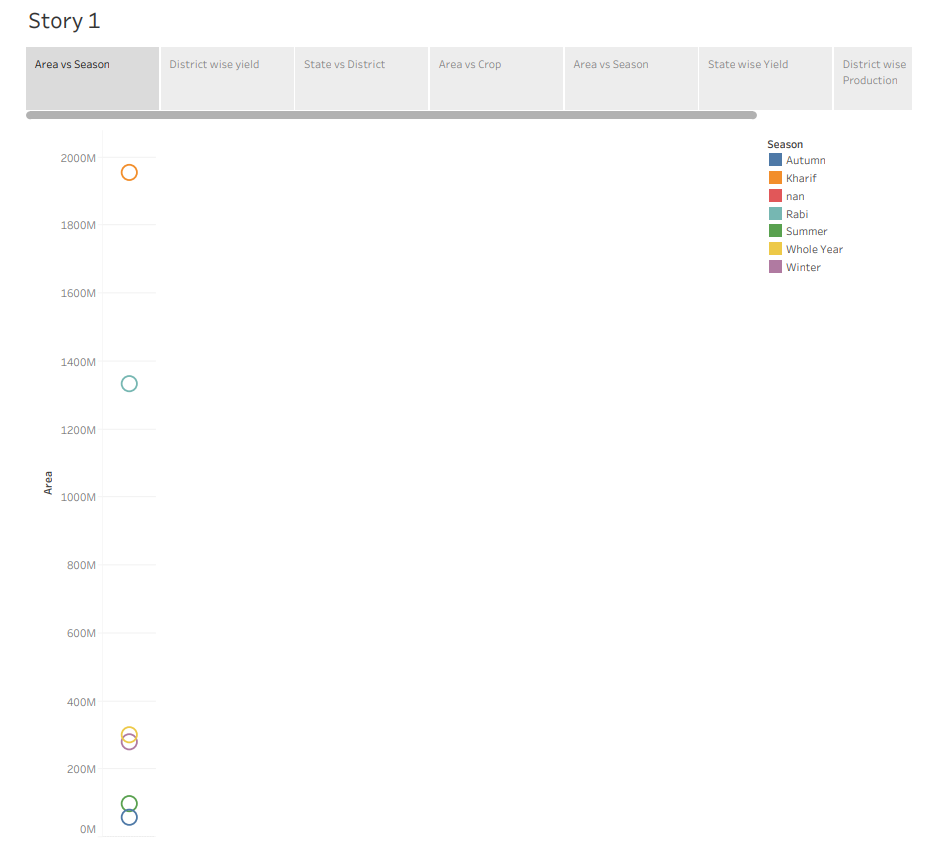 Story 1
Area vs Season
District wise yield
State vs District
Area vs Crop
Area vs Season
State wise Yield
District wise
Production
2000M
1800M
1600M
1400M
1200M
1000M
800M
600M
400M
200M
0M
Area
Season
Autumn
Kharif
nan
Rabi
Summer
Whole Year
Winter